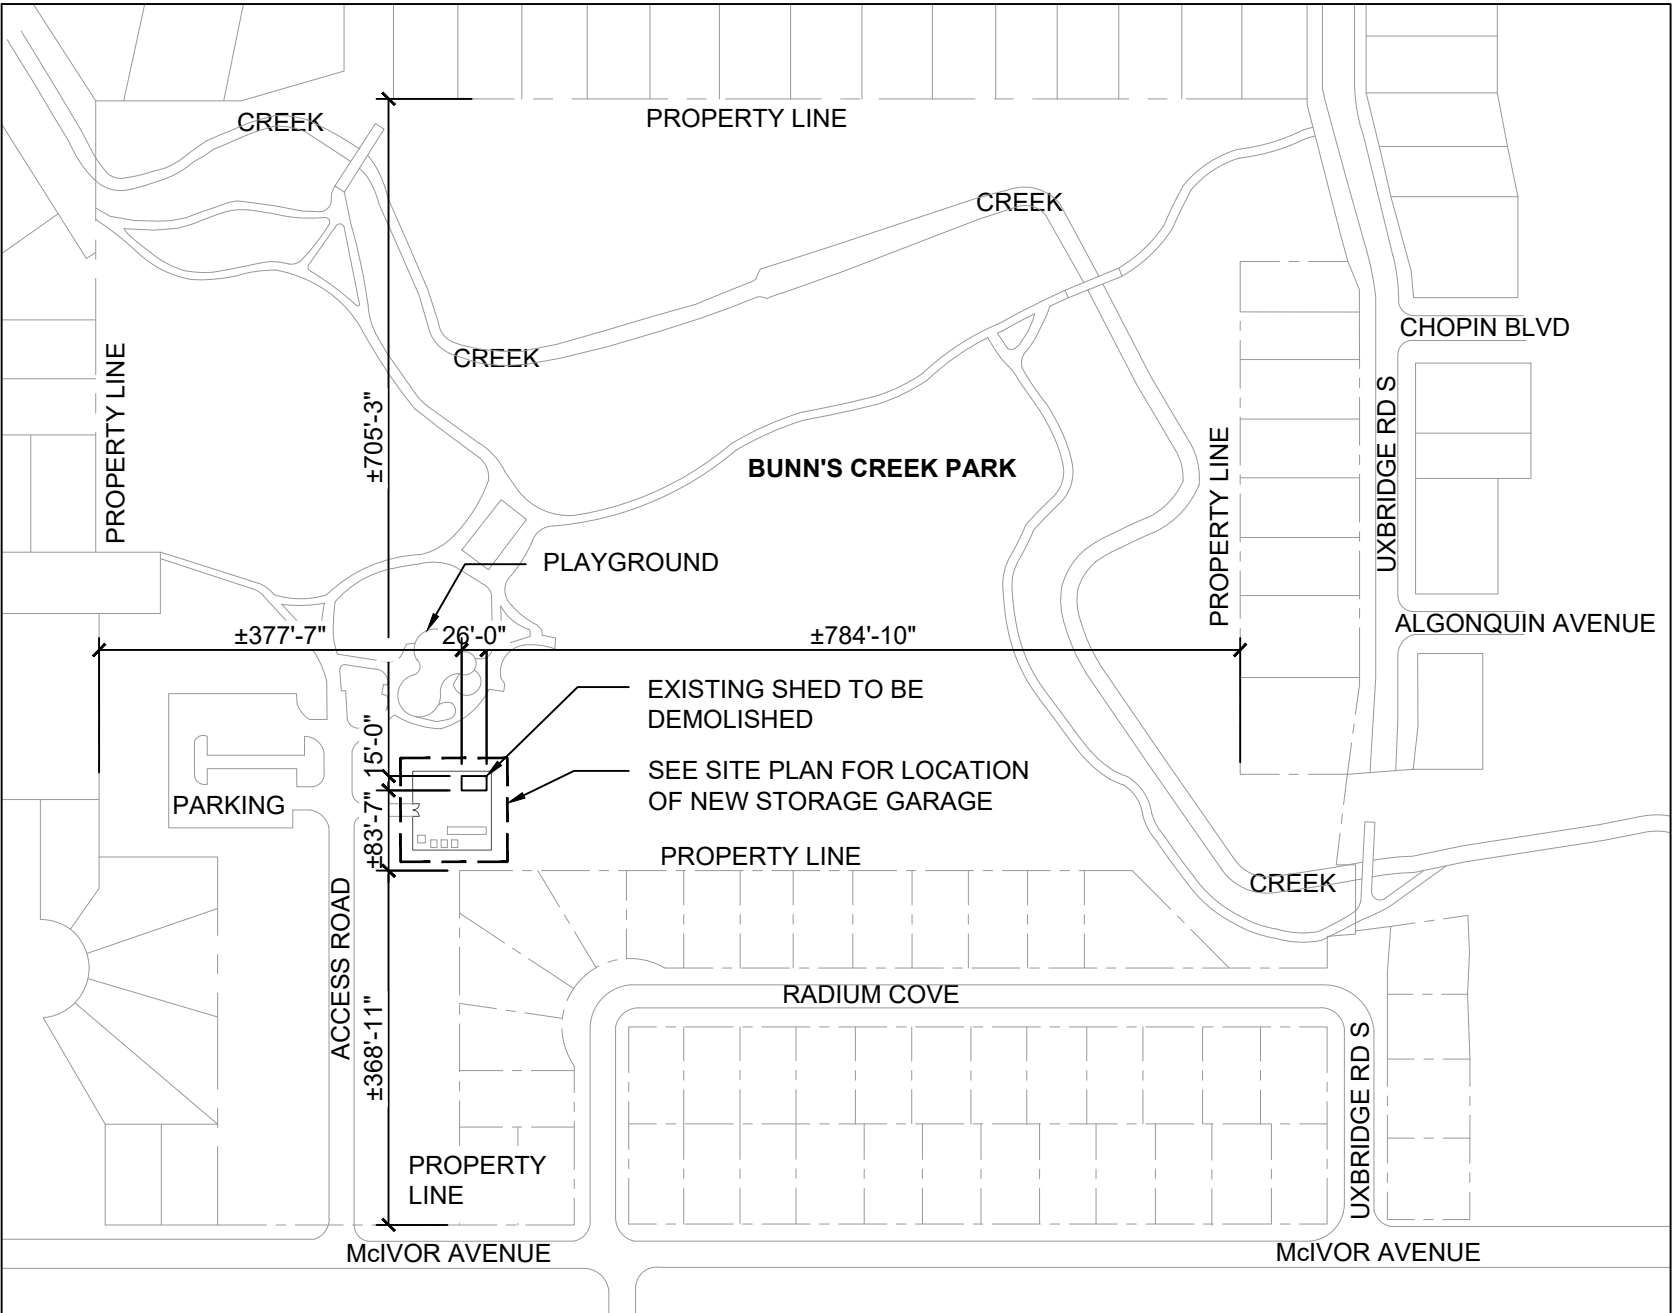 CREEK
PROPERTY LINE
CREEK
CHOPIN BLVD
CREEK
PROPERTY LINE
±705'-3"
UXBRIDGE RD S
BUNN'S CREEK PARK
PROPERTY LINE
PLAYGROUND
ALGONQUIN AVENUE
±377'-7"
26'-0"
±784'-10"
EXISTING SHED TO BE
DEMOLISHED
15'-0"
SEE SITE PLAN FOR LOCATION
OF NEW STORAGE GARAGE
PARKING
±83'-7"
PROPERTY LINE
CREEK
ACCESS ROAD
RADIUM COVE
±368'-11"
UXBRIDGE RD S
PROPERTY
LINE
McIVOR AVENUE
McIVOR AVENUE